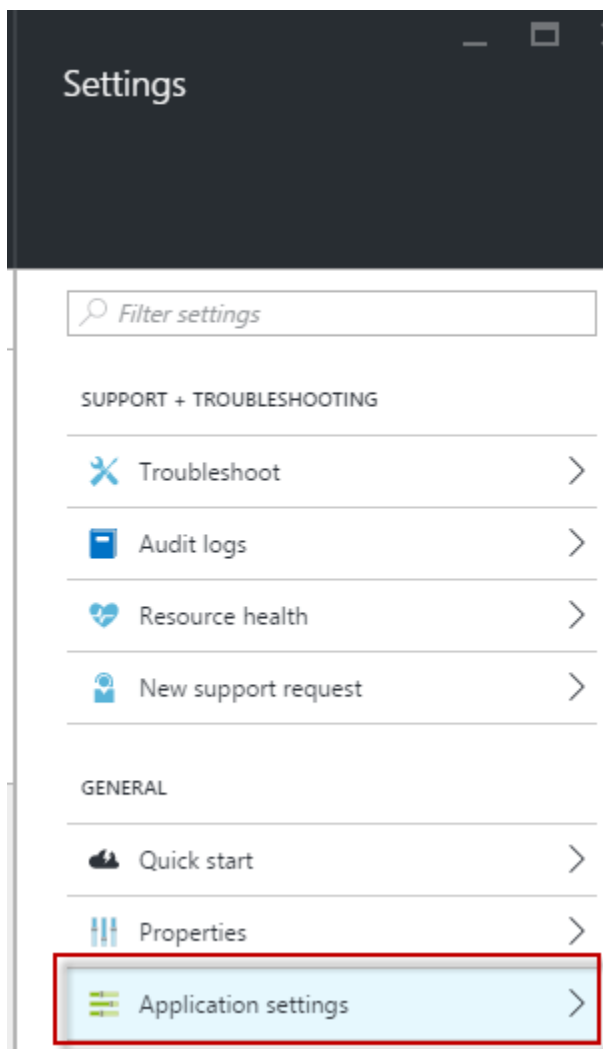 Settings
Filter settings
SUPPORT + TROUBLESHOOTING
Troubleshoot
Audit logs
Resource health
New support request
GENERAL
Quick start
Properties
Application settings